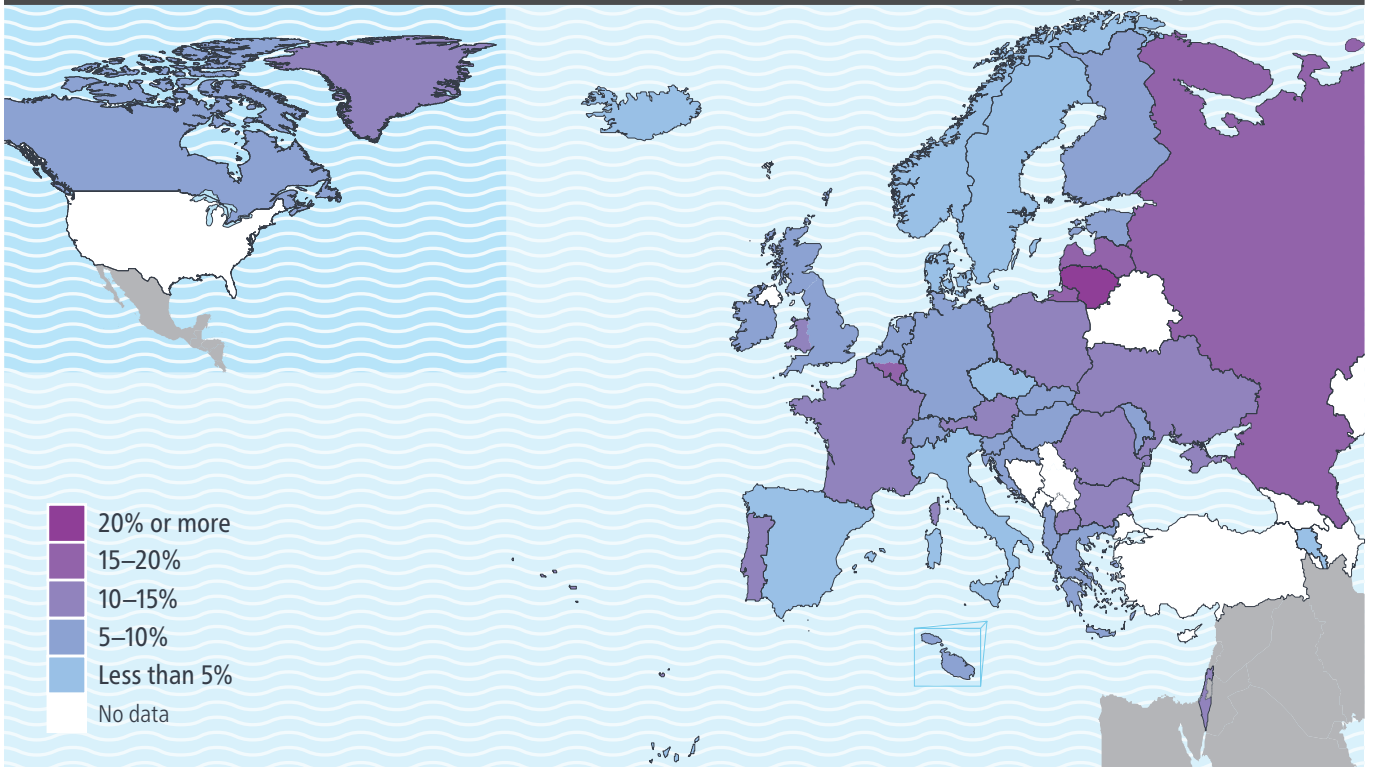 20% or more
15–20%
10–15%
5–10%
Less than 5%
No data